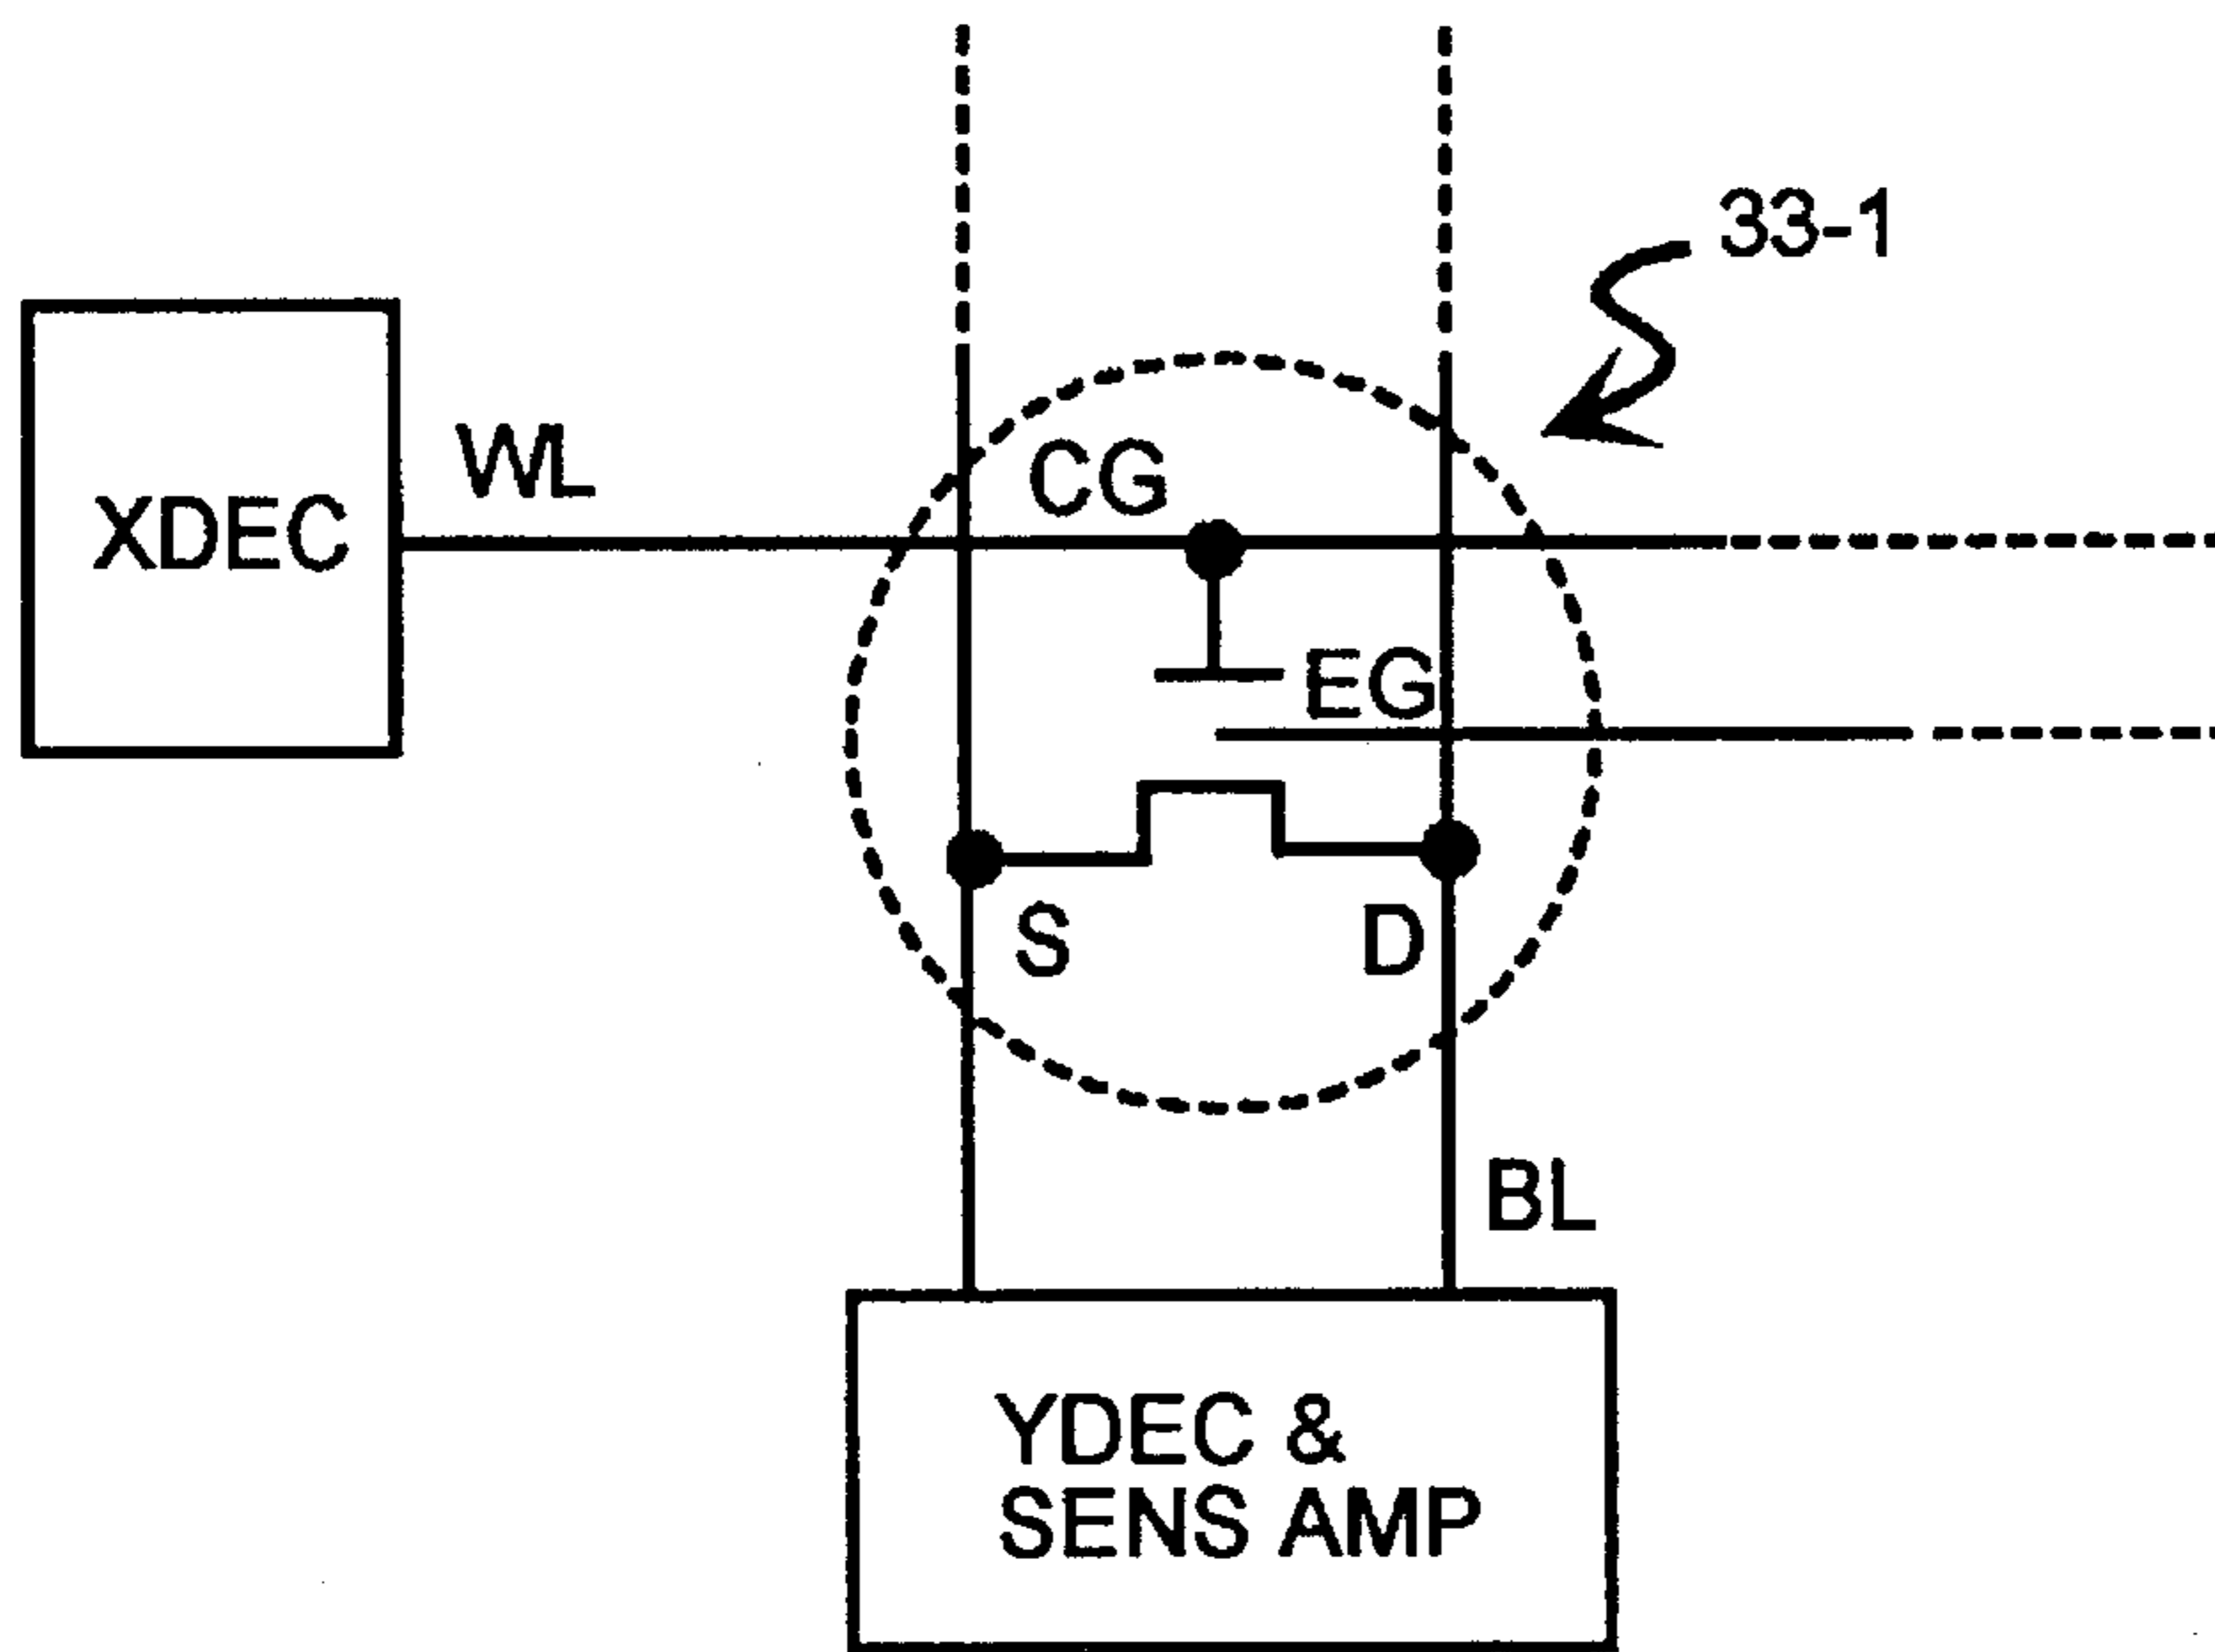 33-1
WL
CG
XDEC
EG
S
D
BL
YDEC &
SENS AMP